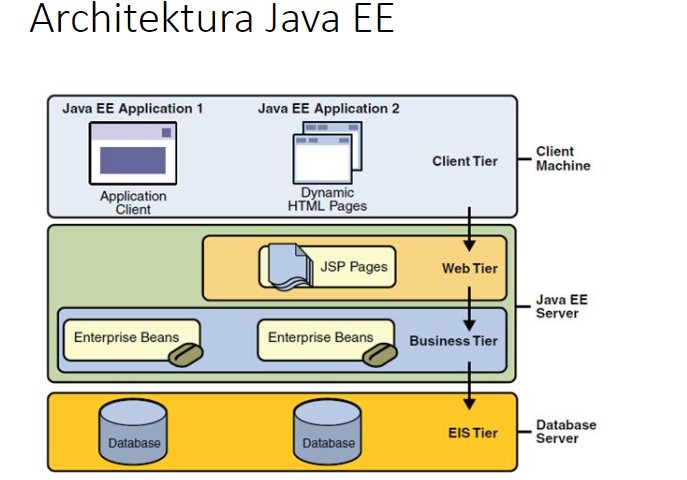 Architektura Java EE
Java EE Application 1
Java EE Application 2
Application
Client
Dynamic
HTML Pages
Client Tier
Client
Machine
JSP Pages
Web Tier
Java EE
Server
Enterprise Beans
Enterprise Beans
Business Tier
Database
Database
EIS Tier
Database
Server